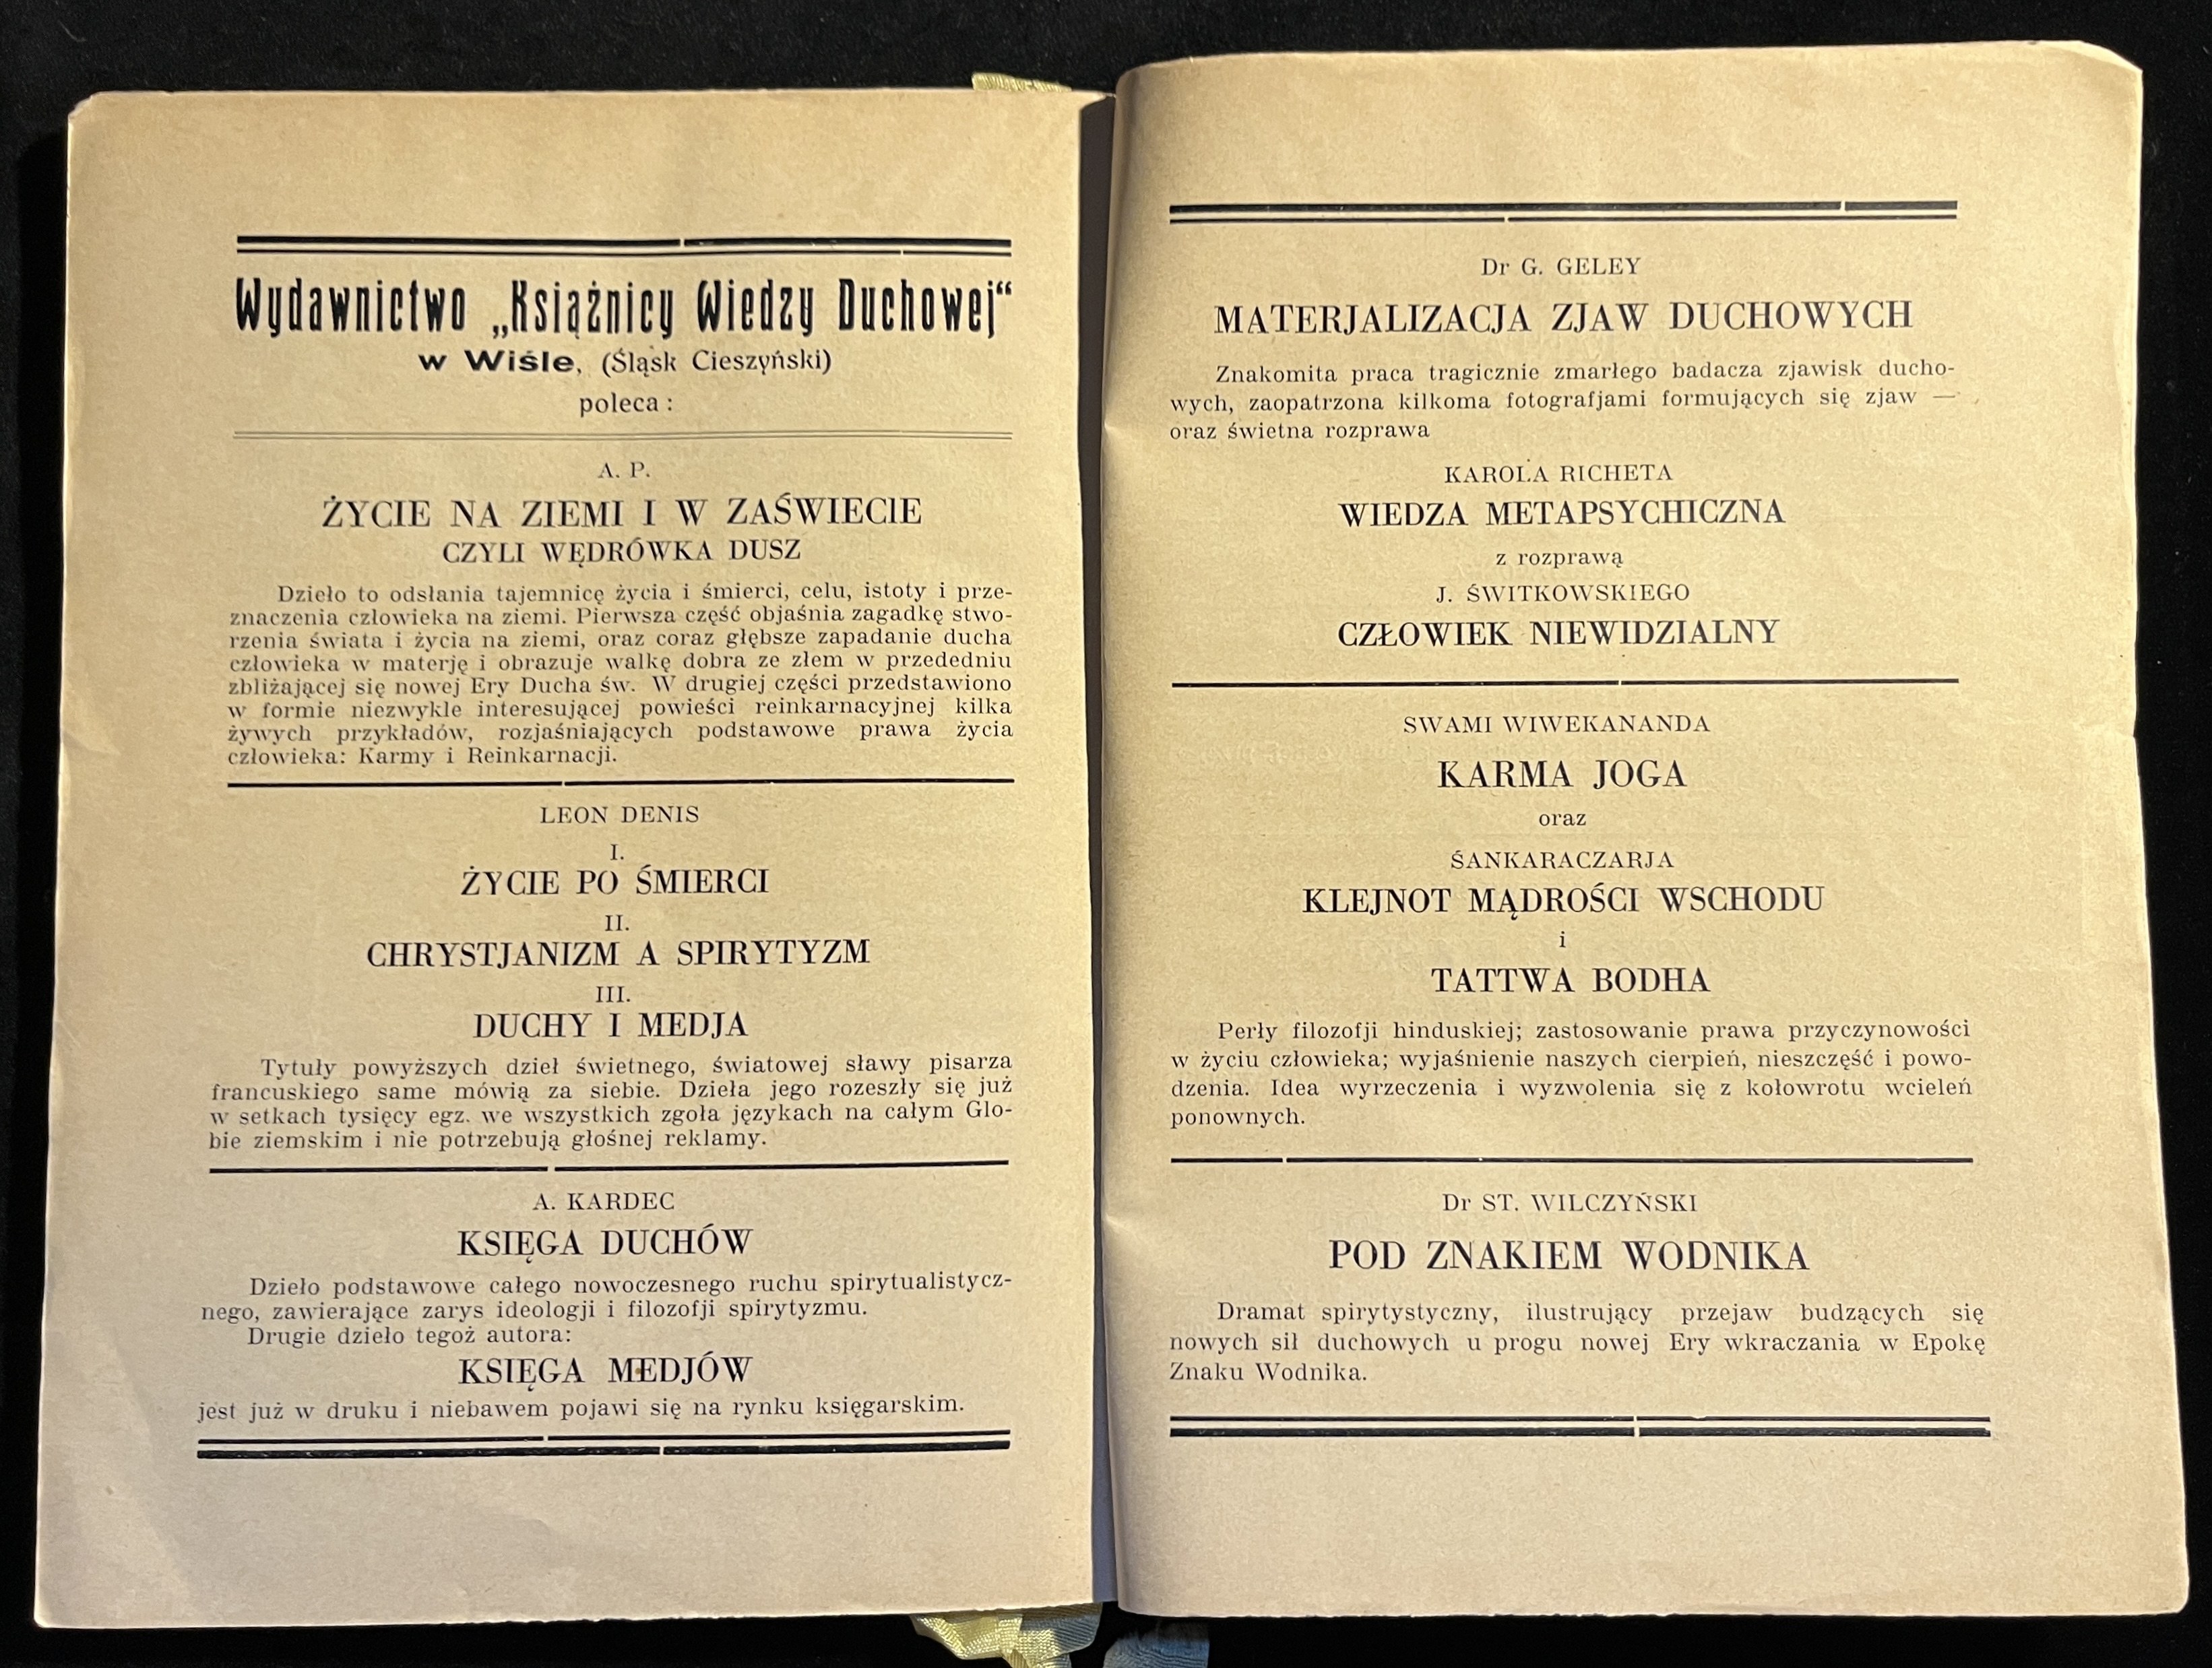 Wydawnictwo „Książnicy Wiedzy Duchowej“
w Wiśle, (Śląsk Cieszyński)
poleca :
A. P.
ŻYCIE NA ZIEMI I W ZAŚWIECIE
CZYLI WĘDRÓWKA DUSZ
Dzieło to odsłania tajemnicę życia i śmierci, celu, istoty i prze-
znaczenia człowieka na ziemi. Pierwsza część objaśnia zagadkę stwo-
rzenia świata i życia na ziemi, oraz coraz głębsze zapadanie ducha
człowieka w materję i obrazuje walkę dobra ze złem w przededniu
zbliżającej się nowej Ery Ducha św. W drugiej części przedstawiono
w formie niezwykle interesującej powieści reinkarnacyjnej kilka
żywych przykładów, rozjaśniających podstawowe prawa życia
człowieka: Karmy i Reinkarnacji.
LEON DENIS
I.
ŻYCIE PO ŚMIERCI
II.
CHRYSTJANIZM A SPIRYTYZM
III.
DUCHY I MEDJA
Tytuły powyższych dzieł świetnego, światowej sławy pisarza
francuskiego same mówią za siebie. Dzieła jego rozeszły się już
w setkach tysięcy egz. we wszystkich zgoła językach na całym Glo-
bie ziemskim i nie potrzebują głośnej reklamy.
A. KARDEC
KSIĘGA DUCHÓW
Dzieło podstawowe całego nowoczesnego ruchu spirytualistycz-
nego, zawierające zarys ideologji i filozofji spirytyzmu.
Drugie dzieło tegoż autora:
KSIĘGA MEDJÓW
jest już w druku i niebawem pojawi się na rynku księgarskim.
Dr G. GELEY
MATERJALIZACJA ZJAW DUCHOWYCH
Znakomita praca tragicznie zmarłego badacza zjawisk ducho-
wych, zaopatrzona kilkoma fotografjami formujących się zjaw —
oraz świetna rozprawa
KAROLA RICHETA
WIEDZA METAPSYCHICZNA
z rozprawą
J. ŚWITKOWSKIEGO
CZŁOWIEK NIEWIDZIALNY
SWAMI WIWEKANANDA
KARMA JOGA
oraz
ŚANKARACZARJA
KLEJNOT MĄDROŚCI WSCHODU
i
TATTWA BODHA
Perły filozofji hinduskiej; zastosowanie prawa przyczynowości
w życiu człowieka; wyjaśnienie naszych cierpień, nieszczęść i powo-
dzenia. Idea wyrzeczenia i wyzwolenia się z kołowrotu wcieleń
ponownych.
Dr ST. WILCZYŃSKI
POD ZNAKIEM WODNIKA
Dramat spirytystyczny, ilustrujący przejaw budzących się
nowych sił duchowych u progu nowej Ery wkraczania w Epokę
Znaku Wodnika.